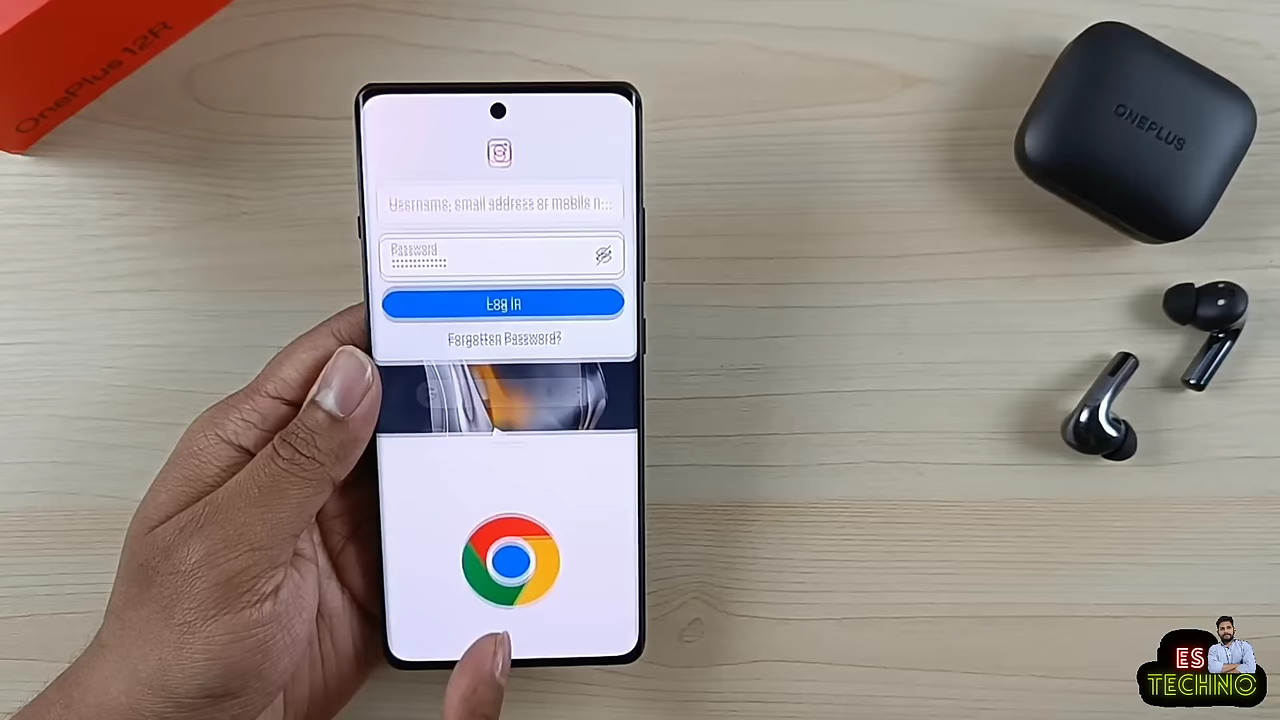 OnePlus 12R
Username, email address or mobile n...
Password
Log in
Forgotten Password?
ONEPLUS
ES
TECHNO